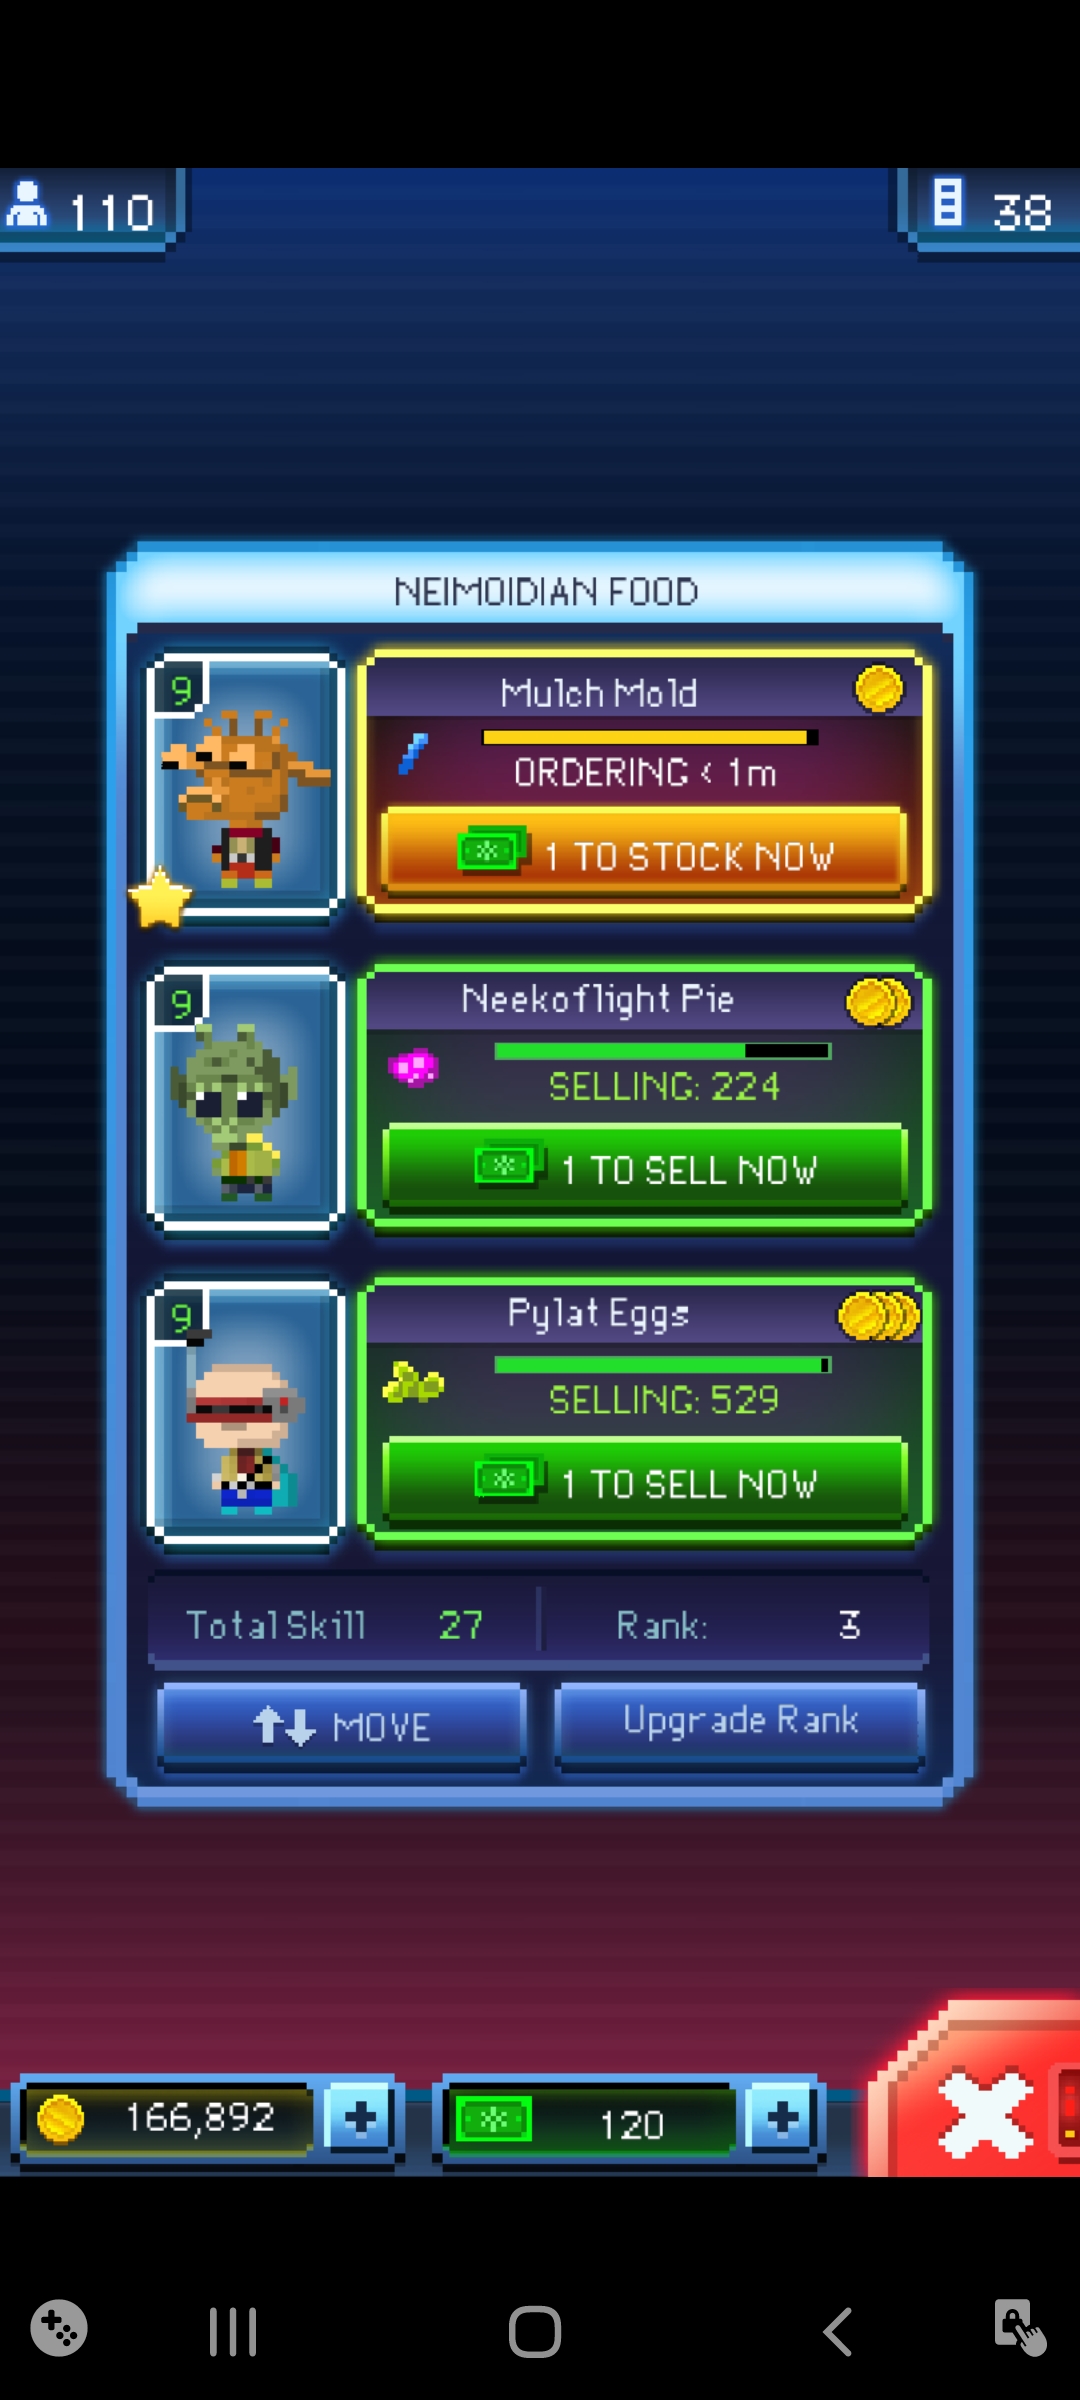 110
38
NEIMOIDIAN FOOD
9
Mulch Mold
ORDERING < 1m
1 TO STOCK NOW
9
Neekoflight Pie
SELLING: 224
1 TO SELL NOW
9
Pylat Eggs
SELLING: 529
1 TO SELL NOW
Total Skill 27 Rank: 3
MOVE Upgrade Rank
166,892 120